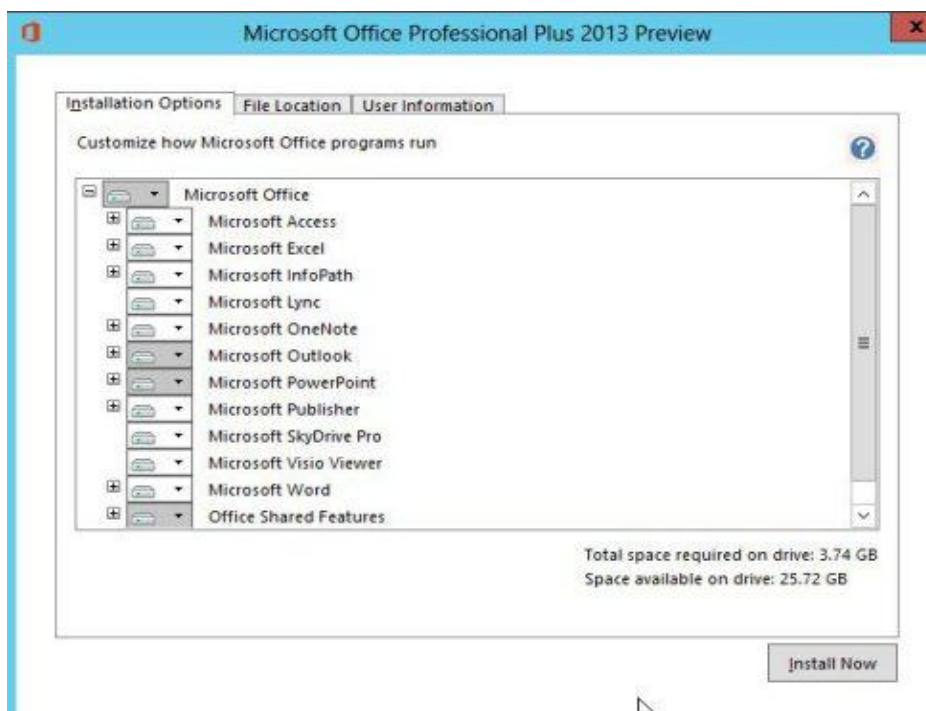 Microsoft Office Professional Plus 2013 Preview
Installation Options File Location User Information
Customize how Microsoft Office programs run
Microsoft Office
Microsoft Access
Microsoft Excel
Microsoft InfoPath
Microsoft Lync
Microsoft OneNote
Microsoft Outlook
Microsoft PowerPoint
Microsoft Publisher
Microsoft SkyDrive Pro
Microsoft Visio Viewer
Microsoft Word
Office Shared Features
Total space required on drive: 3.74 GB
Space available on drive: 25.72 GB
Install Now